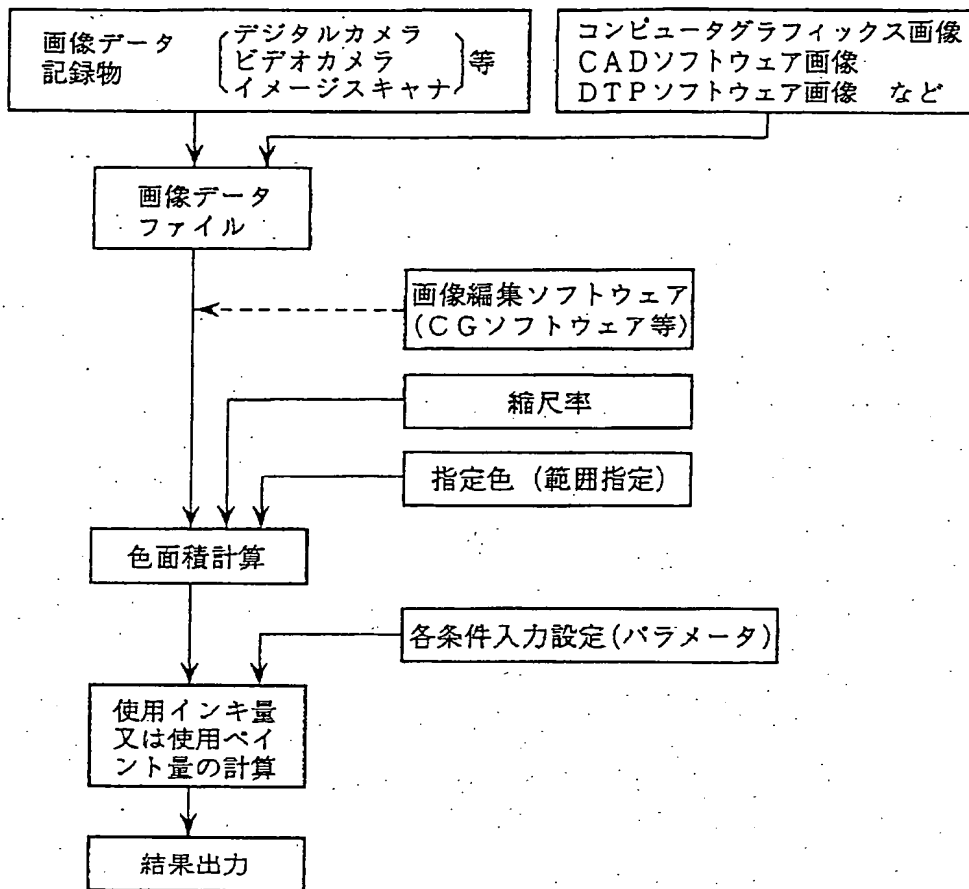 画像データ
記録物
デジタルカメラ
ビデオカメラ
イメージスキャナ
等
コンピュータグラフィックス画像
CADソフトウェア画像
DTPソフトウェア画像　など
画像データ
ファイル
画像編集ソフトウェア
(CGソフトウェア等)
縮尺率
指定色（範囲指定）
色面積計算
各条件入力設定(パラメータ)
使用インキ量
又は使用ペイ
ント量の計算
結果出力